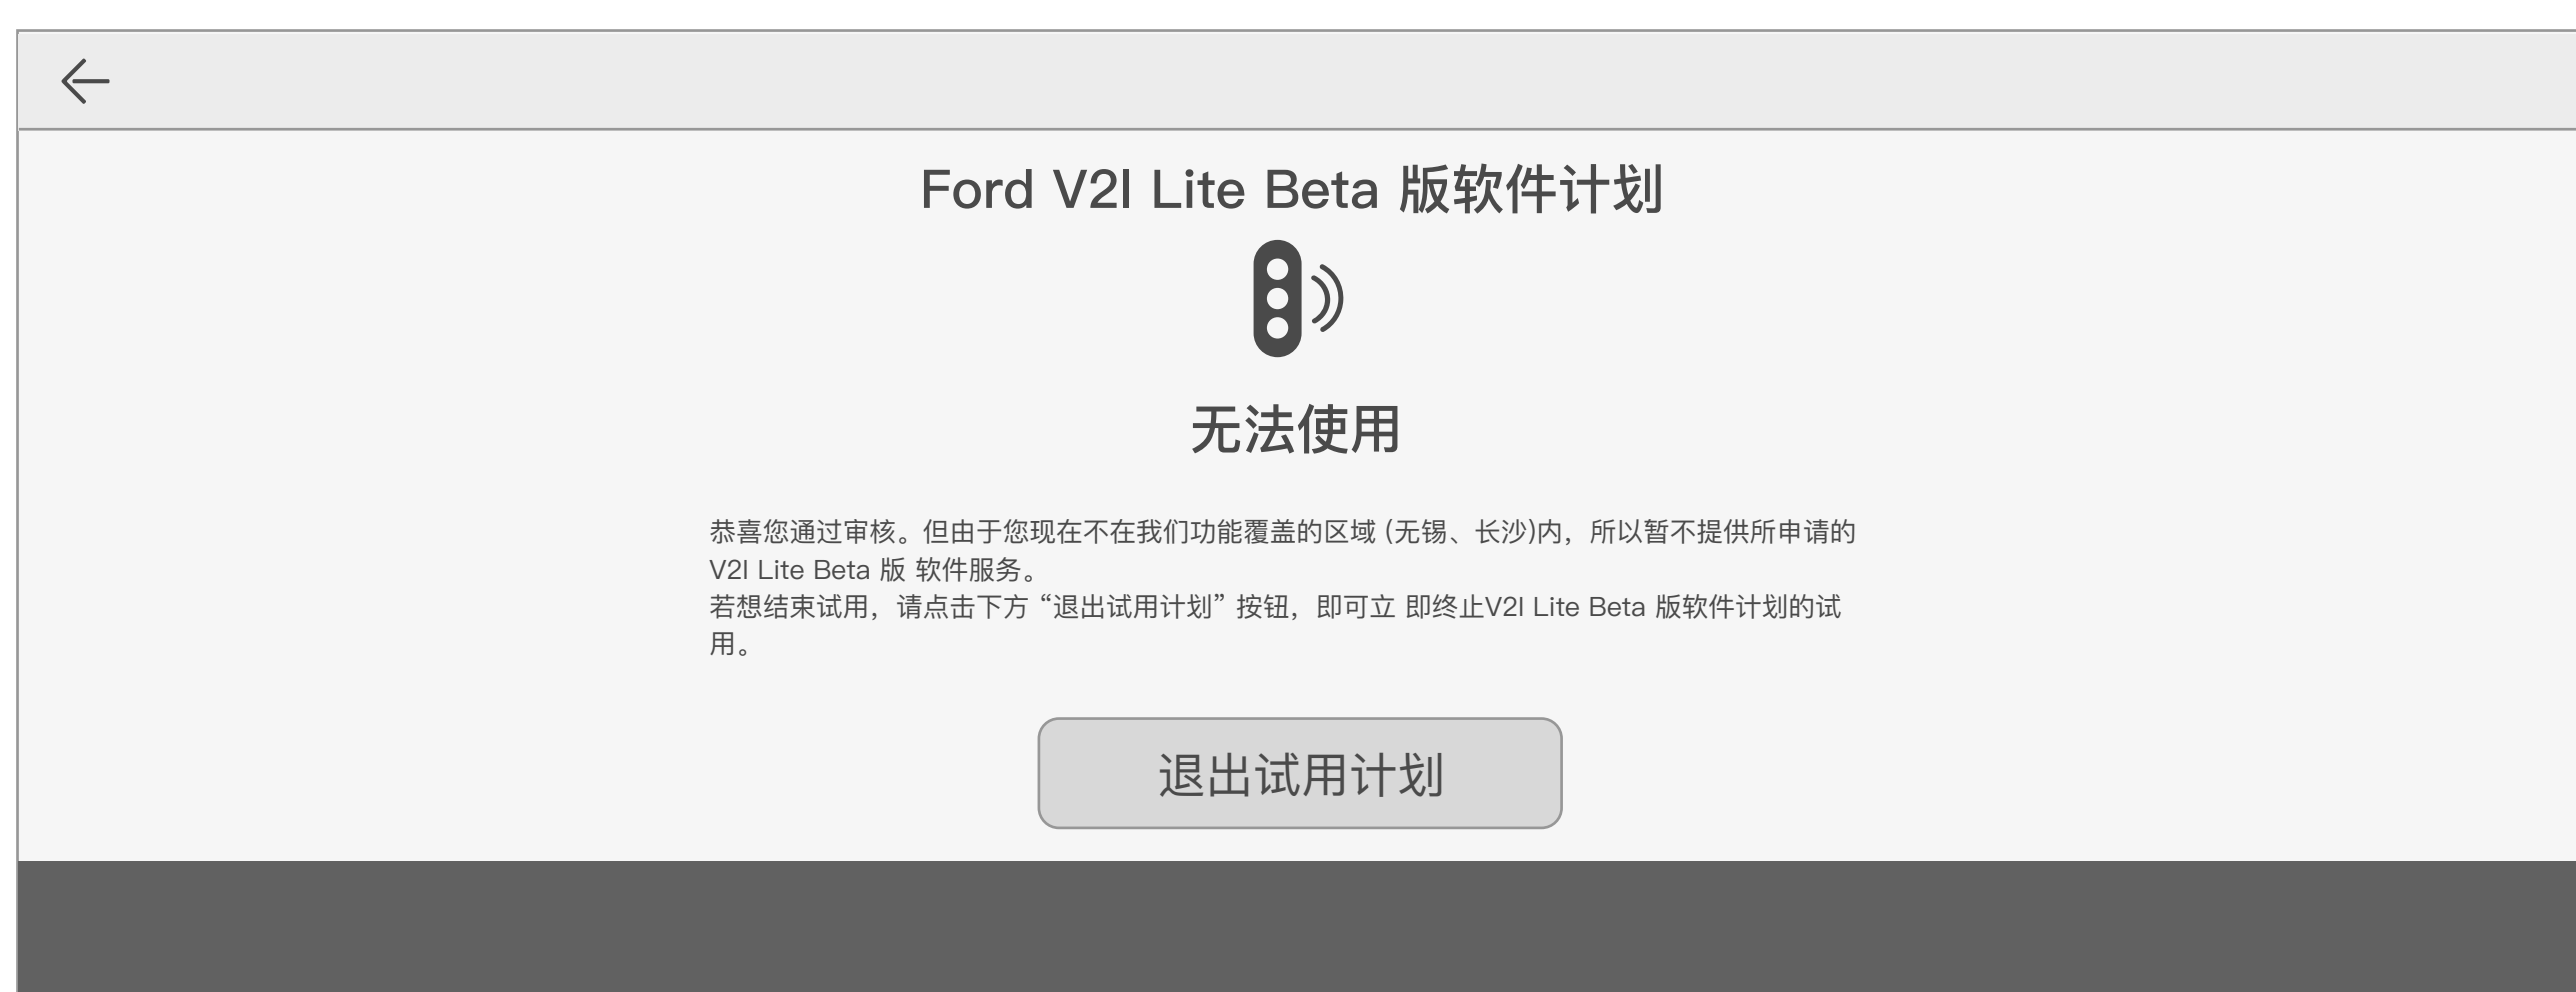 Ford V2I Lite Beta 版软件计划
无法使用
恭喜您通过审核。但由于您现在不在我们功能覆盖的区域 (无锡、长沙)内，所以暂不提供所申请的
V2I Lite Beta 版 软件服务。
若想结束试用，请点击下方“退出试用计划”按钮，即可立 即终止V2I Lite Beta 版软件计划的试
用。
退出试用计划